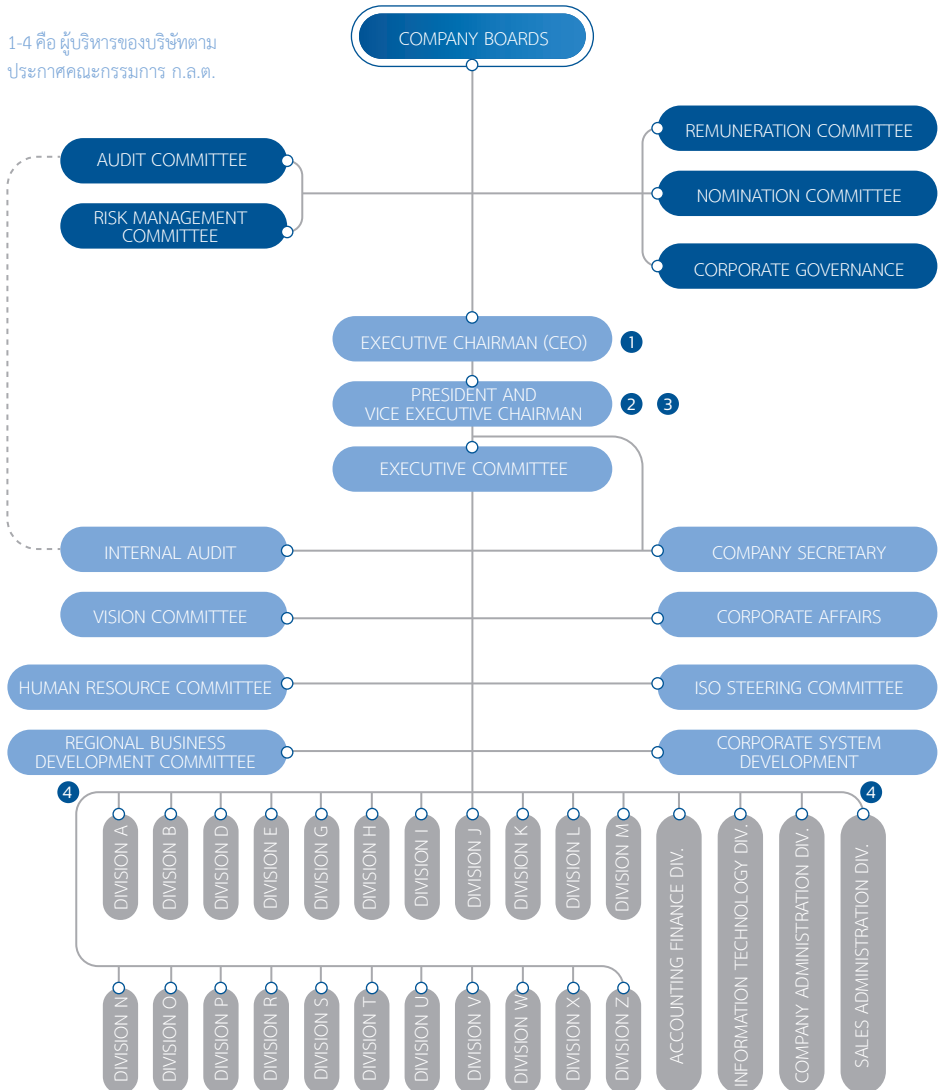 COMPANY BOARDS
1-4 คือ ผู้บริหารของบริษัทตาม
ประกาศคณะกรรมการ ก.ล.ต.
AUDIT COMMITTEE
RISK MANAGEMENT
COMMITTEE
REMUNERATION COMMITTEE
NOMINATION COMMITTEE
CORPORATE GOVERNANCE
EXECUTIVE CHAIRMAN (CEO)
1
PRESIDENT AND
VICE EXECUTIVE CHAIRMAN
2 3
EXECUTIVE COMMITTEE
INTERNAL AUDIT
COMPANY SECRETARY
VISION COMMITTEE
CORPORATE AFFAIRS
HUMAN RESOURCE COMMITTEE
ISO STEERING COMMITTEE
REGIONAL BUSINESS
DEVELOPMENT COMMITTEE
CORPORATE SYSTEM
DEVELOPMENT
4
4
DIVISION A
DIVISION B
DIVISION D
DIVISION E
DIVISION G
DIVISION H
DIVISION I
DIVISION J
DIVISION K
DIVISION L
DIVISION M
ACCOUNTING FINANCE DIV.
INFORMATION TECHNOLOGY DIV.
COMPANY ADMINISTRATION DIV.
SALES ADMINISTRATION DIV.
DIVISION N
DIVISION O
DIVISION P
DIVISION R
DIVISION S
DIVISION T
DIVISION U
DIVISION V
DIVISION W
DIVISION X
DIVISION Z